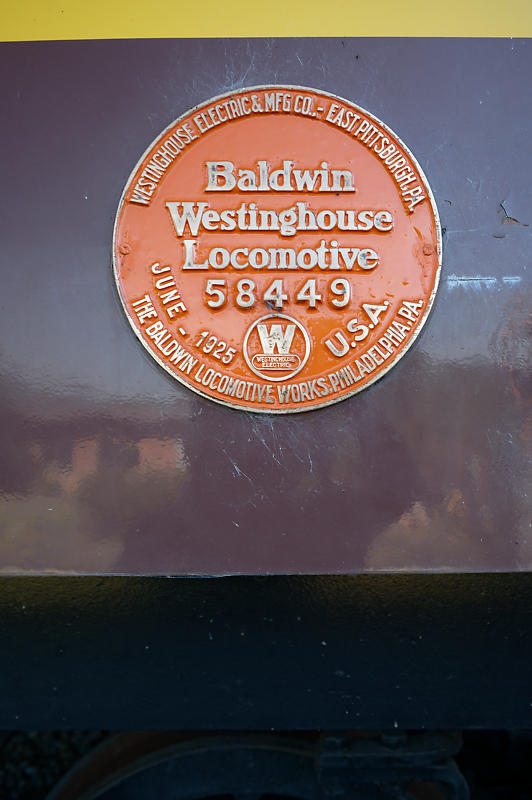 WESTINGHOUSE ELECTRIC & MFG CO. - EAST PITTSBURGH, PA.
Baldwin
Westinghouse
Locomotive
58449
JUNE - 1925
U.S.A.
W
WESTINGHOUSE
ELECTRIC
THE BALDWIN LOCOMOTIVE WORKS, PHILADELPHIA, PA.